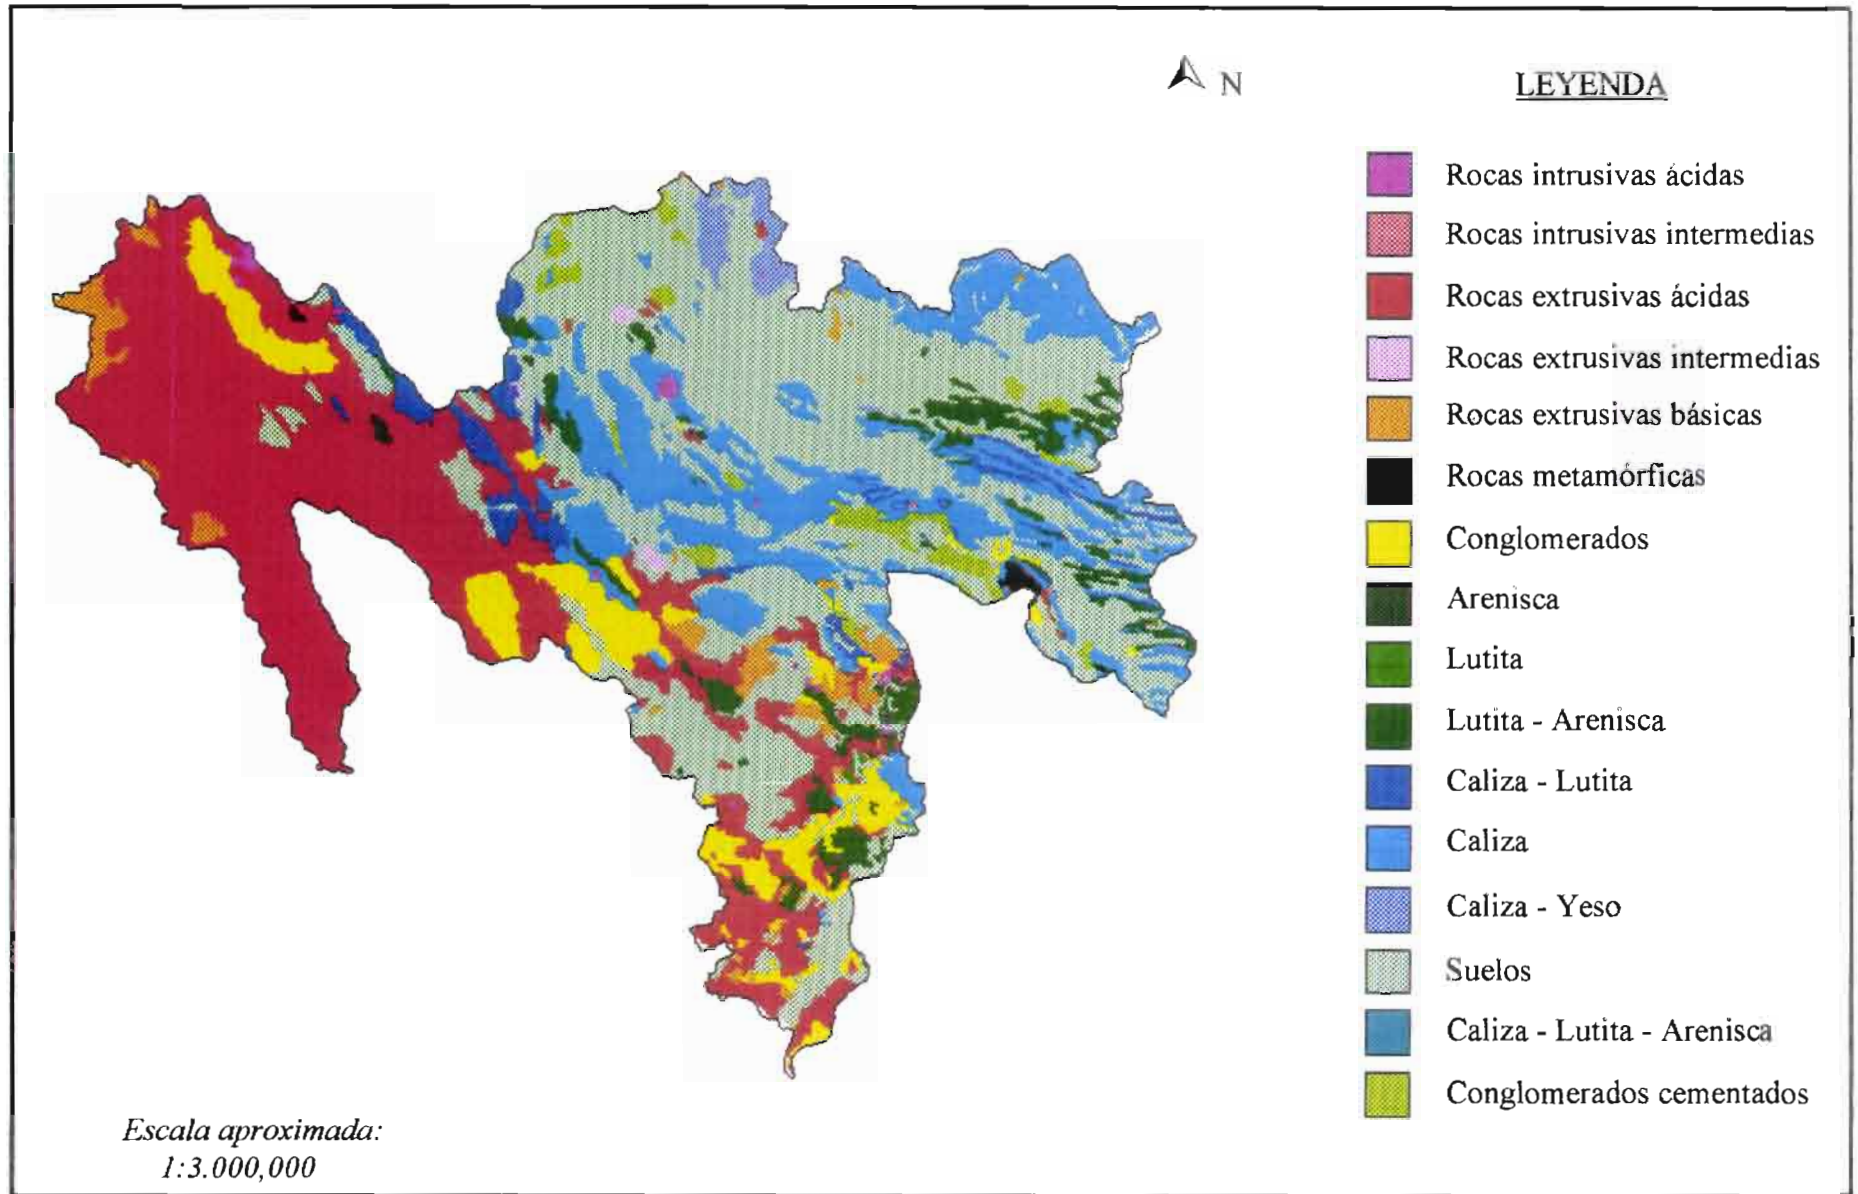 N
LEYENDA
Rocas intrusivas ácidas
Rocas intrusivas intermedias
Rocas extrusivas ácidas
Rocas extrusivas intermedias
Rocas extrusivas básicas
Rocas metamórficas
Conglomerados
Arenisca
Lutita
Lutita - Arenisca
Caliza - Lutita
Caliza
Caliza - Yeso
Suelos
Caliza - Lutita - Arenisca
Conglomerados cementados
Escala aproximada:
1:3.000,000